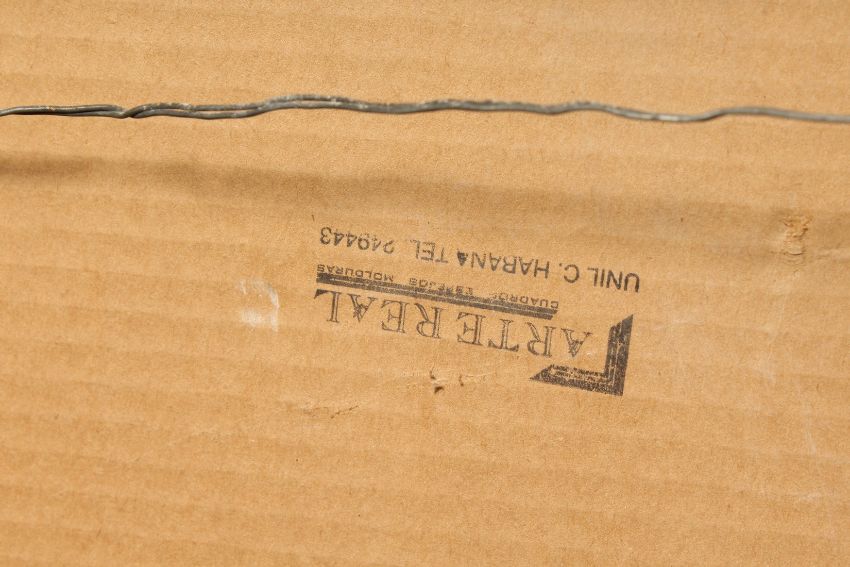 ARTE REAL
CUADROS ESPEJOS MOLDURAS
UNIL C. HABANA TEL. 249443